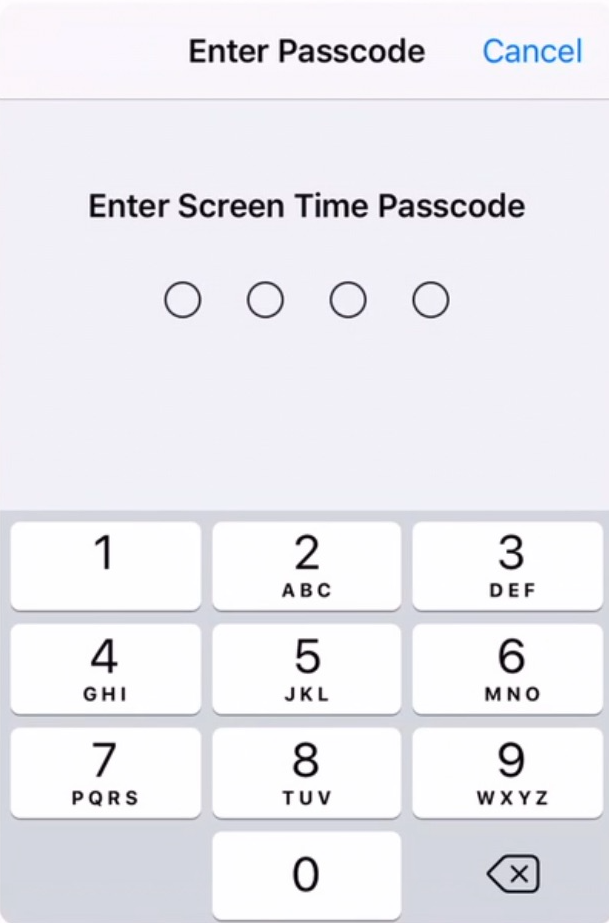 Enter Passcode Cancel
Enter Screen Time Passcode
1 2 3
ABC DEF
4 5 6
GHI JKL MNO
7 8 9
PQRS TUV WXYZ
0